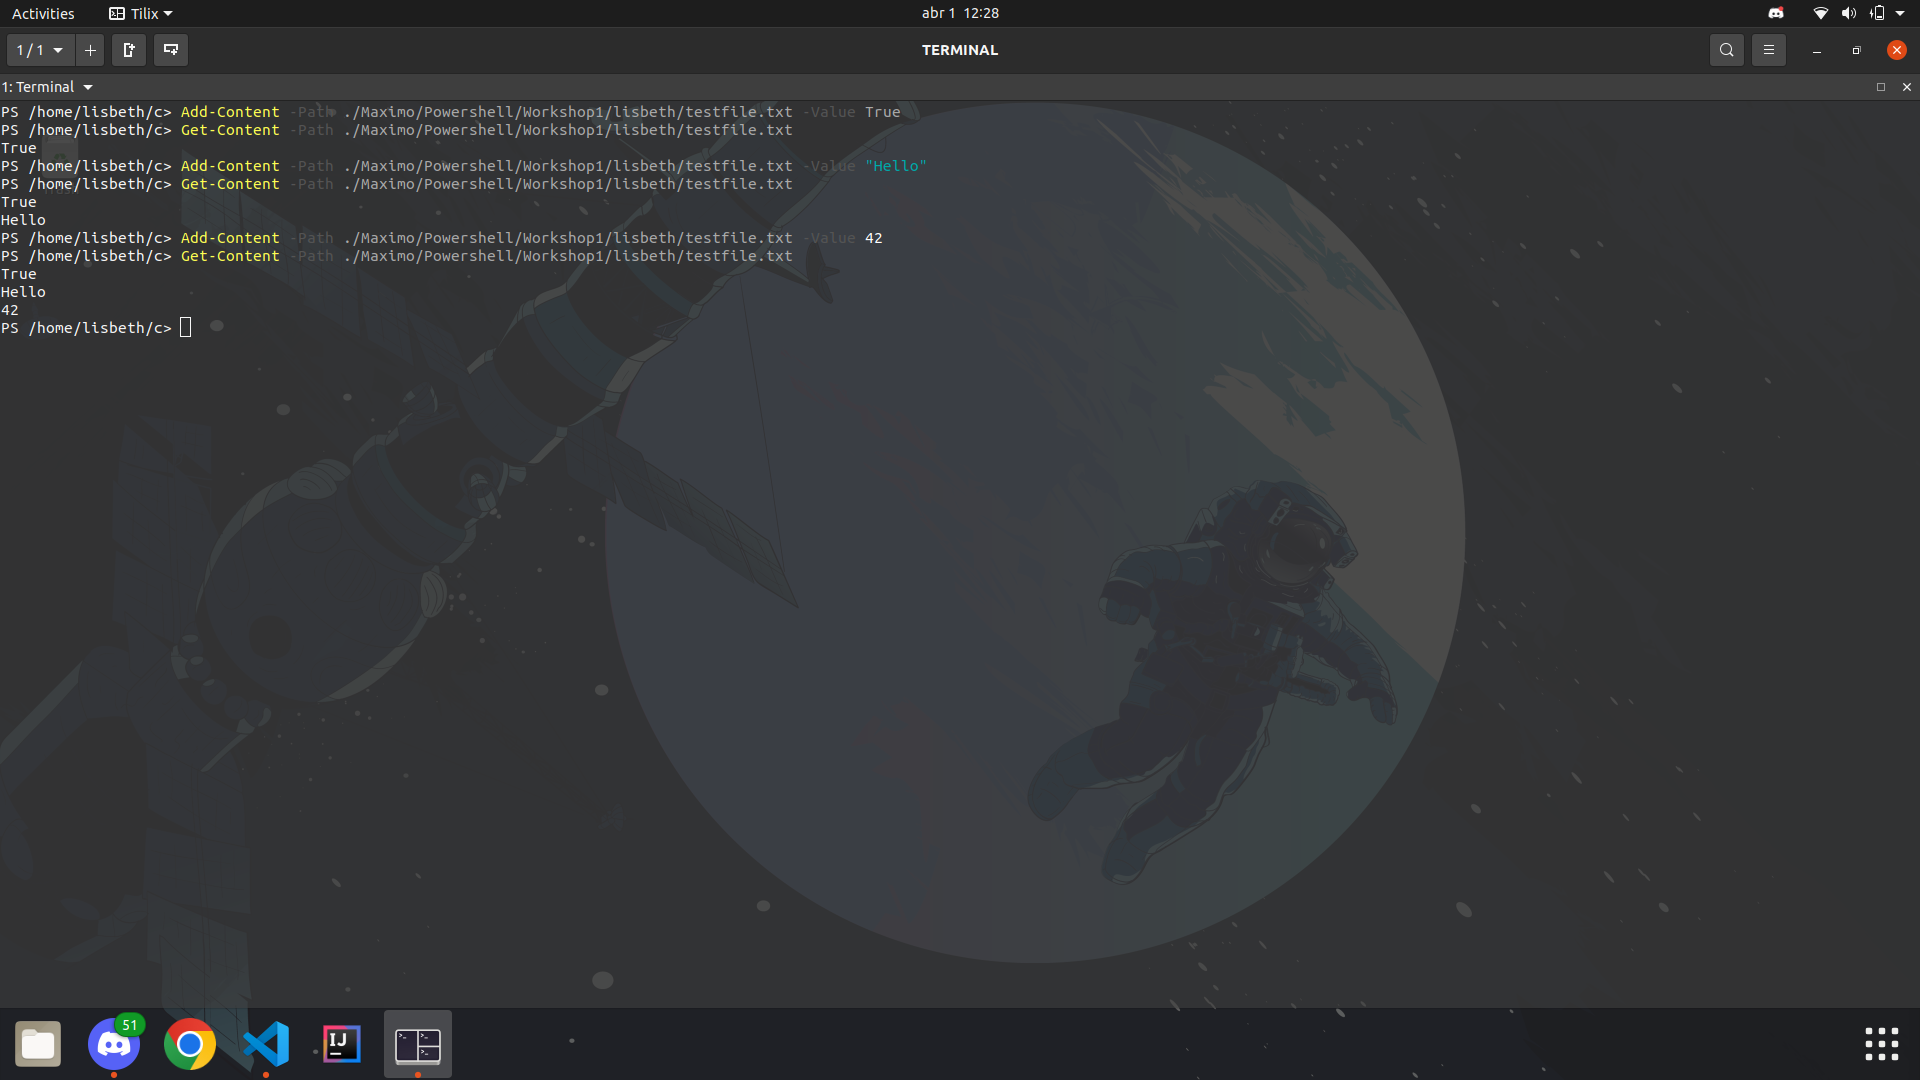 Activities Tilix abr 1 12:28
1 / 1 TERMINAL
1: Terminal
PS /home/lisbeth/c> Add-Content -Path ./Maximo/Powershell/Workshop1/lisbeth/testfile.txt -Value True
PS /home/lisbeth/c> Get-Content -Path ./Maximo/Powershell/Workshop1/lisbeth/testfile.txt
True
PS /home/lisbeth/c> Add-Content -Path ./Maximo/Powershell/Workshop1/lisbeth/testfile.txt -Value "Hello"
PS /home/lisbeth/c> Get-Content -Path ./Maximo/Powershell/Workshop1/lisbeth/testfile.txt
True
Hello
PS /home/lisbeth/c> Add-Content -Path ./Maximo/Powershell/Workshop1/lisbeth/testfile.txt -Value 42
PS /home/lisbeth/c> Get-Content -Path ./Maximo/Powershell/Workshop1/lisbeth/testfile.txt
True
Hello
42
PS /home/lisbeth/c>
51
IJ